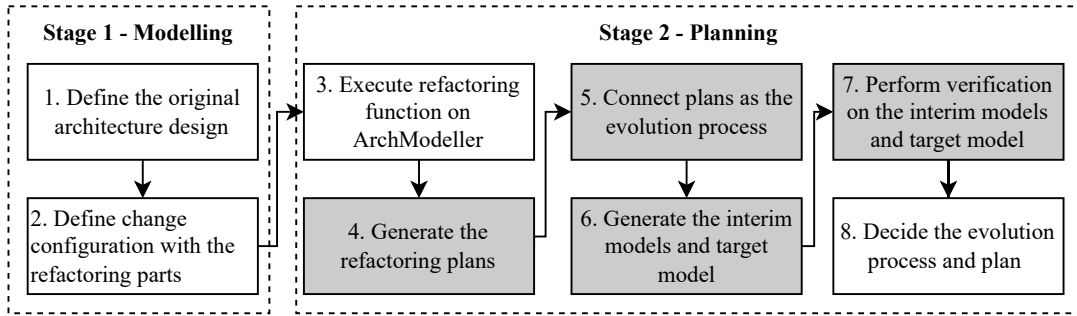 Stage 1 - Modelling
1. Define the original
architecture design
2. Define change
configuration with the
refactoring parts
Stage 2 - Planning
3. Execute refactoring
function on
ArchModeller
4. Generate the
refactoring plans
5. Connect plans as the
evolution process
6. Generate the interim
models and target
model
7. Perform verification
on the interim models
and target model
8. Decide the evolution
process and plan